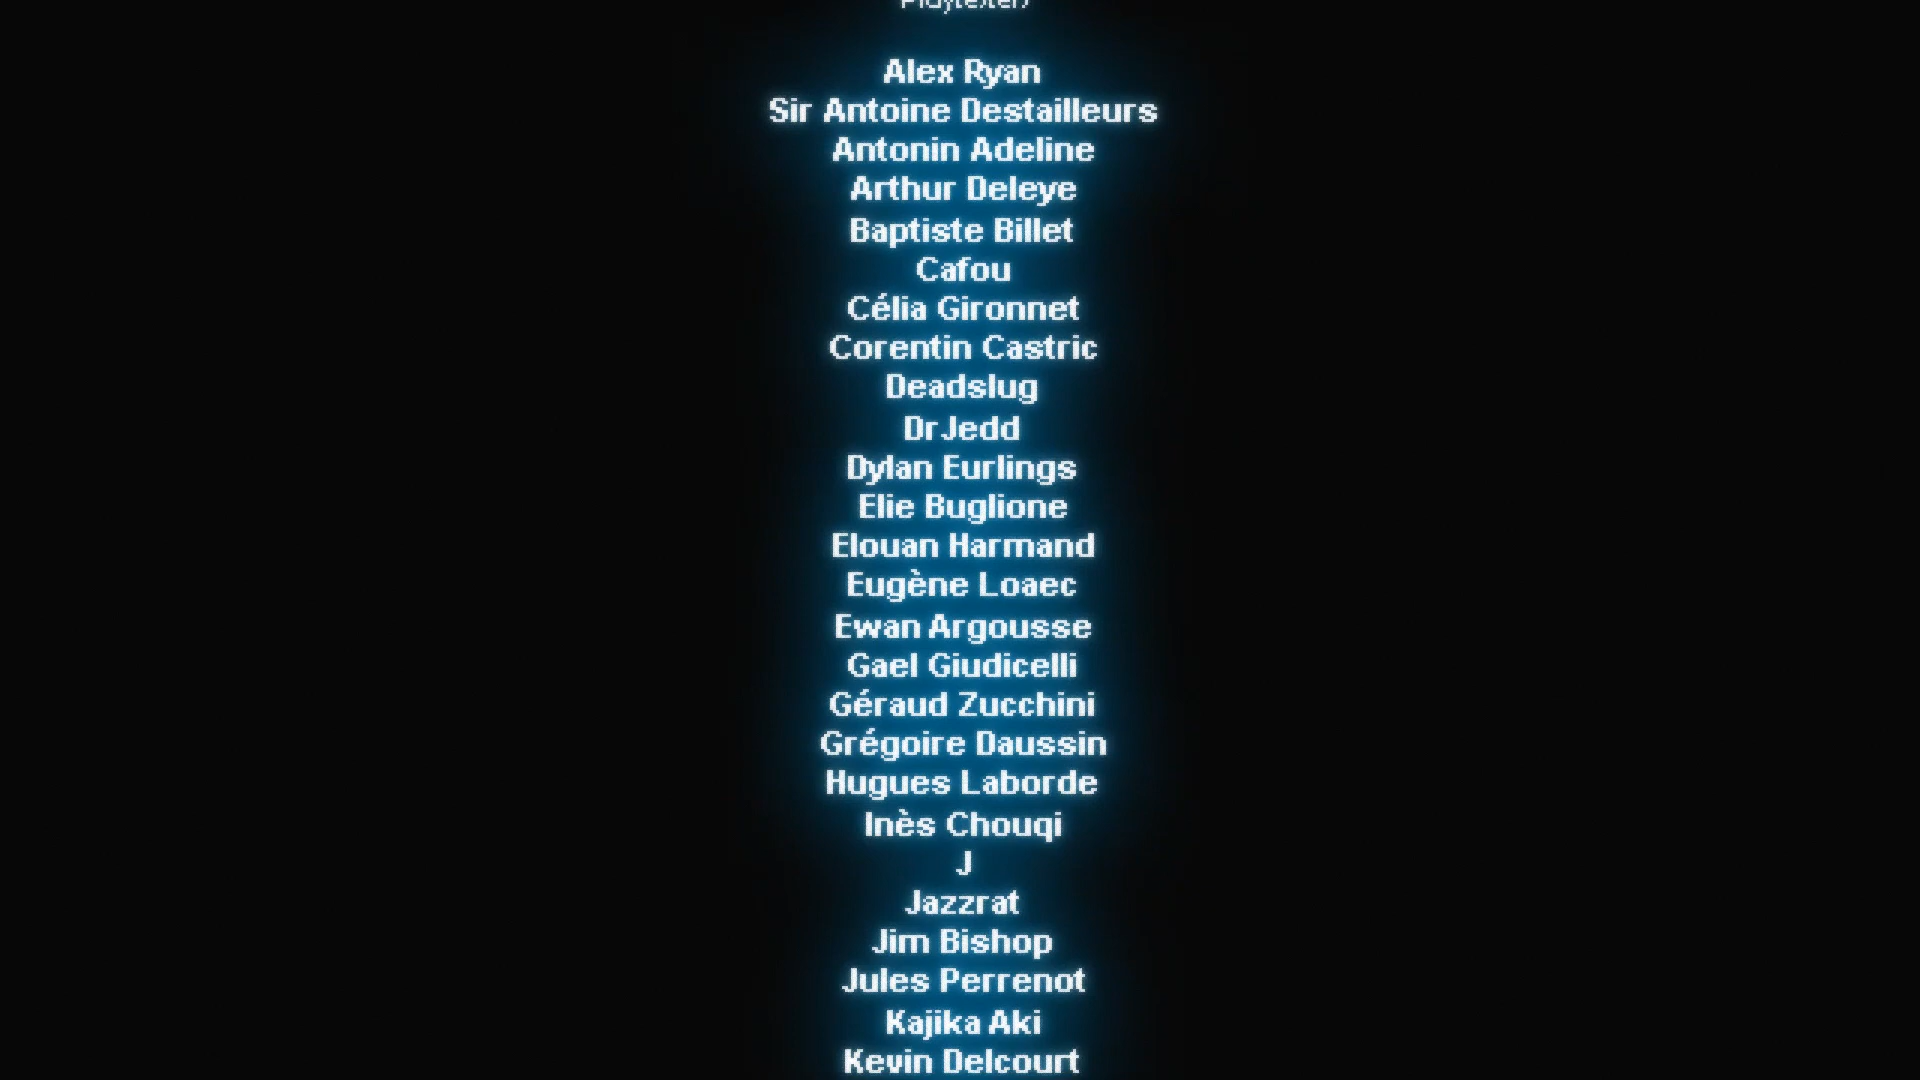 Alex Ryan
Sir Antoine Destailleurs
Antonin Adeline
Arthur Deleye
Baptiste Billet
Cafou
Célia Gironnet
Corentin Castric
Deadslug
DrJedd
Dylan Eurlings
Elie Buglione
Elouan Harmand
Eugène Loaec
Ewan Argousse
Gael Giudicelli
Géraud Zucchini
Grégoire Daussin
Hugues Laborde
Inès Chouqi
J
Jazzrat
Jim Bishop
Jules Perrenot
Kajika Aki
Kevin Delcourt